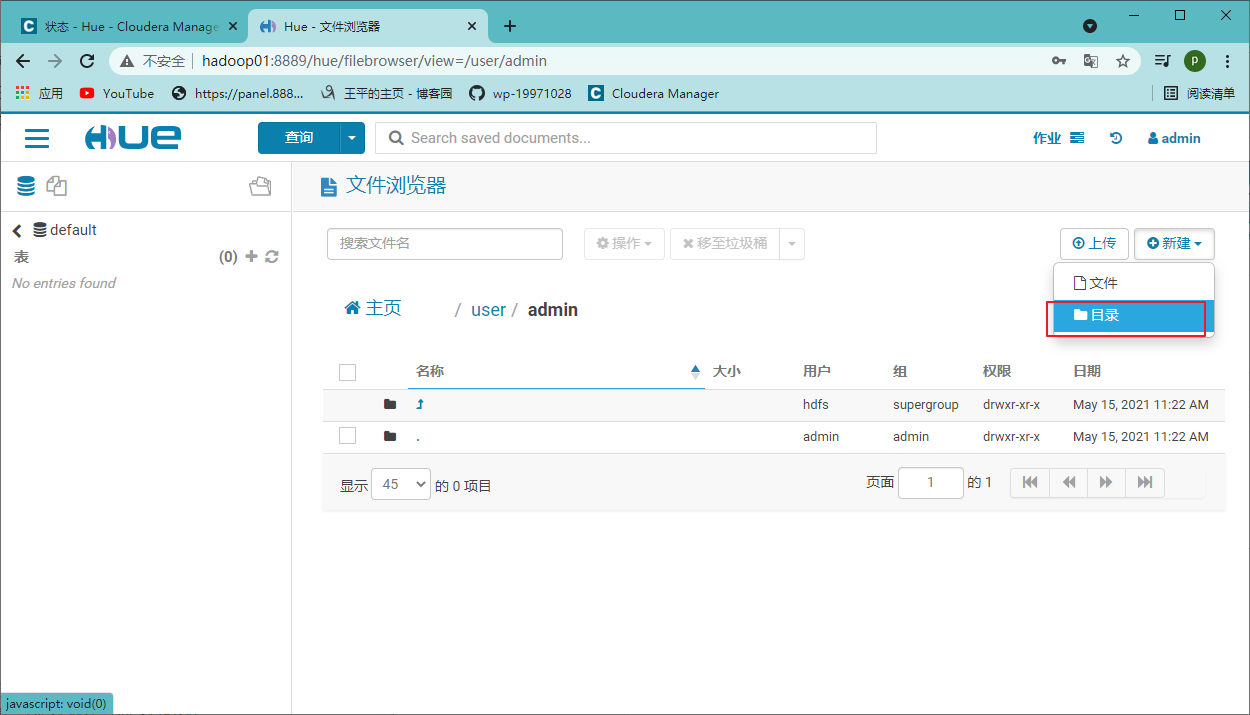 状态 - Hue - Cloudera Manage
Hue - 文件浏览器
不安全 hadoop01:8889/hue/filebrowser/view=/user/admin
应用 YouTube https://panel.888... 王平的主页 - 博客园 wp-19971028 Cloudera Manager 阅读清单
HUE 查询 Search saved documents... 作业 admin
文件浏览器
default
表 (0)
No entries found
搜索文件名 操作 移至垃圾桶 上传 新建
文件
目录
主页 / user / admin
名称 大小 用户 组 权限 日期
hdfs supergroup drwxr-xr-x May 15, 2021 11:22 AM
. admin admin drwxr-xr-x May 15, 2021 11:22 AM
显示 45 的 0 项目 页面 1 的 1
javascript: void(0)